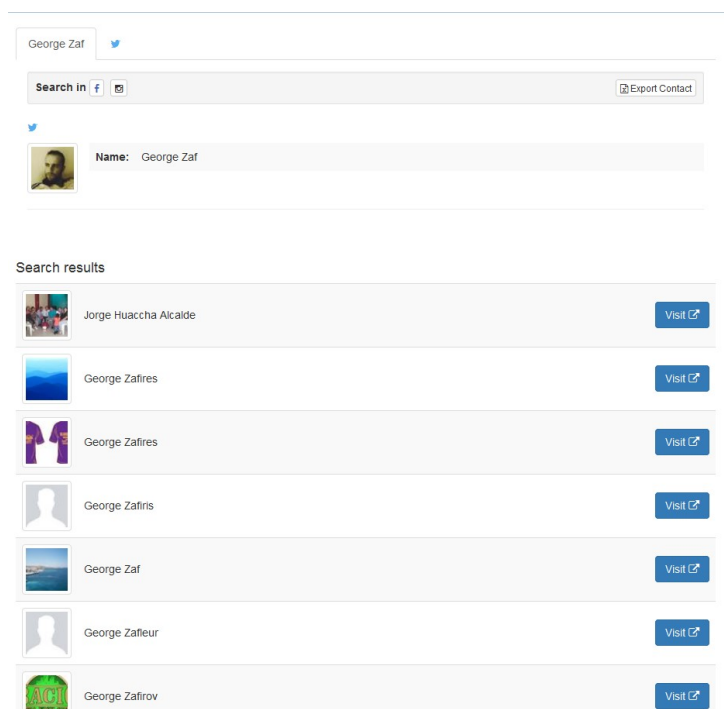 George Zaf
Search in
Export Contact
Name: George Zaf
Search results
Jorge Huaccha Alcalde Visit
George Zafires Visit
George Zafires Visit
George Zafiris Visit
George Zaf Visit
George Zafleur Visit
ACI
George Zafirov Visit